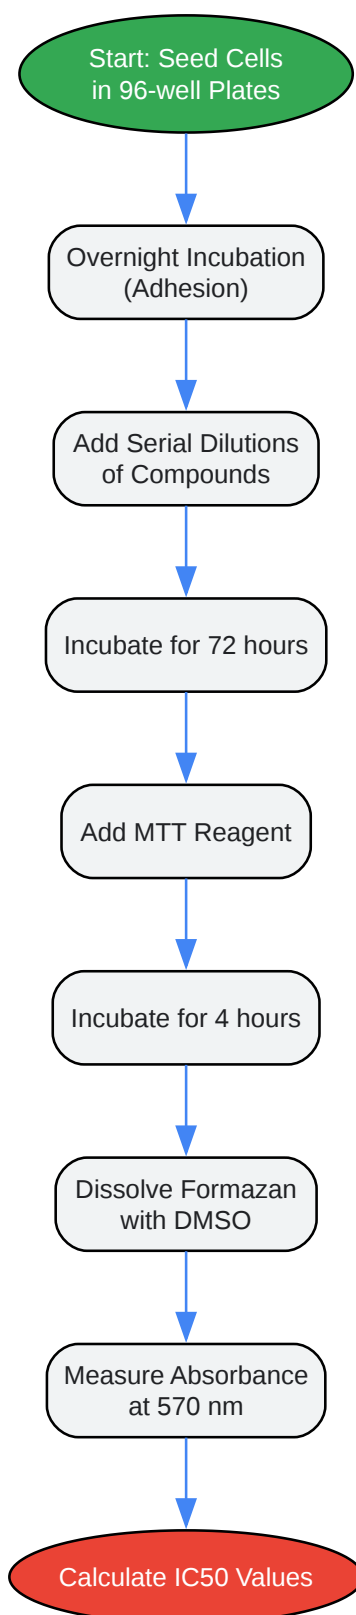 Start: Seed Cells
in 96-well Plates
Overnight Incubation
(Adhesion)
Add Serial Dilutions
of Compounds
Incubate for 72 hours
Add MTT Reagent
Incubate for 4 hours
Dissolve Formazan
with DMSO
Measure Absorbance
at 570 nm
Calculate IC50 Values